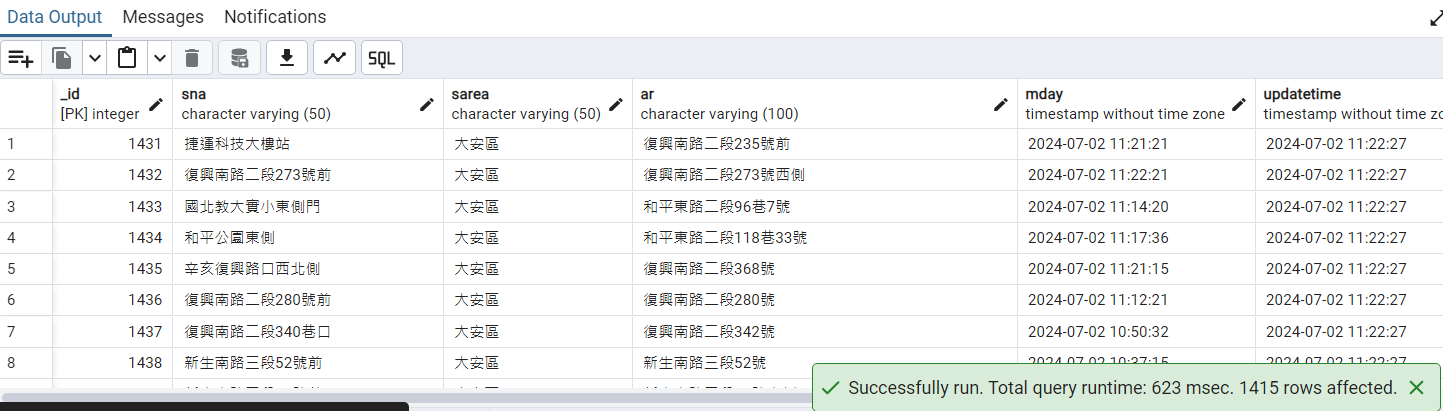 Data Output Messages Notifications
SQL
_id sna sarea ar mday updatetime
[PK] integer character varying (50) character varying (50) character varying (100) timestamp without time zone timestamp without time zo
1 1431 捷運科技大樓站 大安區 復興南路二段235號前 2024-07-02 11:21:21 2024-07-02 11:22:27
2 1432 復興南路二段273號前 大安區 復興南路二段273號西側 2024-07-02 11:22:21 2024-07-02 11:22:27
3 1433 國北教大實小東側門 大安區 和平東路二段96巷7號 2024-07-02 11:14:20 2024-07-02 11:22:27
4 1434 和平公園東側 大安區 和平東路二段118巷33號 2024-07-02 11:17:36 2024-07-02 11:22:27
5 1435 辛亥復興路口西北側 大安區 復興南路二段368號 2024-07-02 11:21:15 2024-07-02 11:22:27
6 1436 復興南路二段280號前 大安區 復興南路二段280號 2024-07-02 11:12:21 2024-07-02 11:22:27
7 1437 復興南路二段340巷口 大安區 復興南路二段342號 2024-07-02 10:50:32 2024-07-02 11:22:27
8 1438 新生南路三段52號前 大安區 新生南路三段52號 2024-07-02 10:37:15 2024-07-02 11:22:27
Successfully run. Total query runtime: 623 msec. 1415 rows affected.